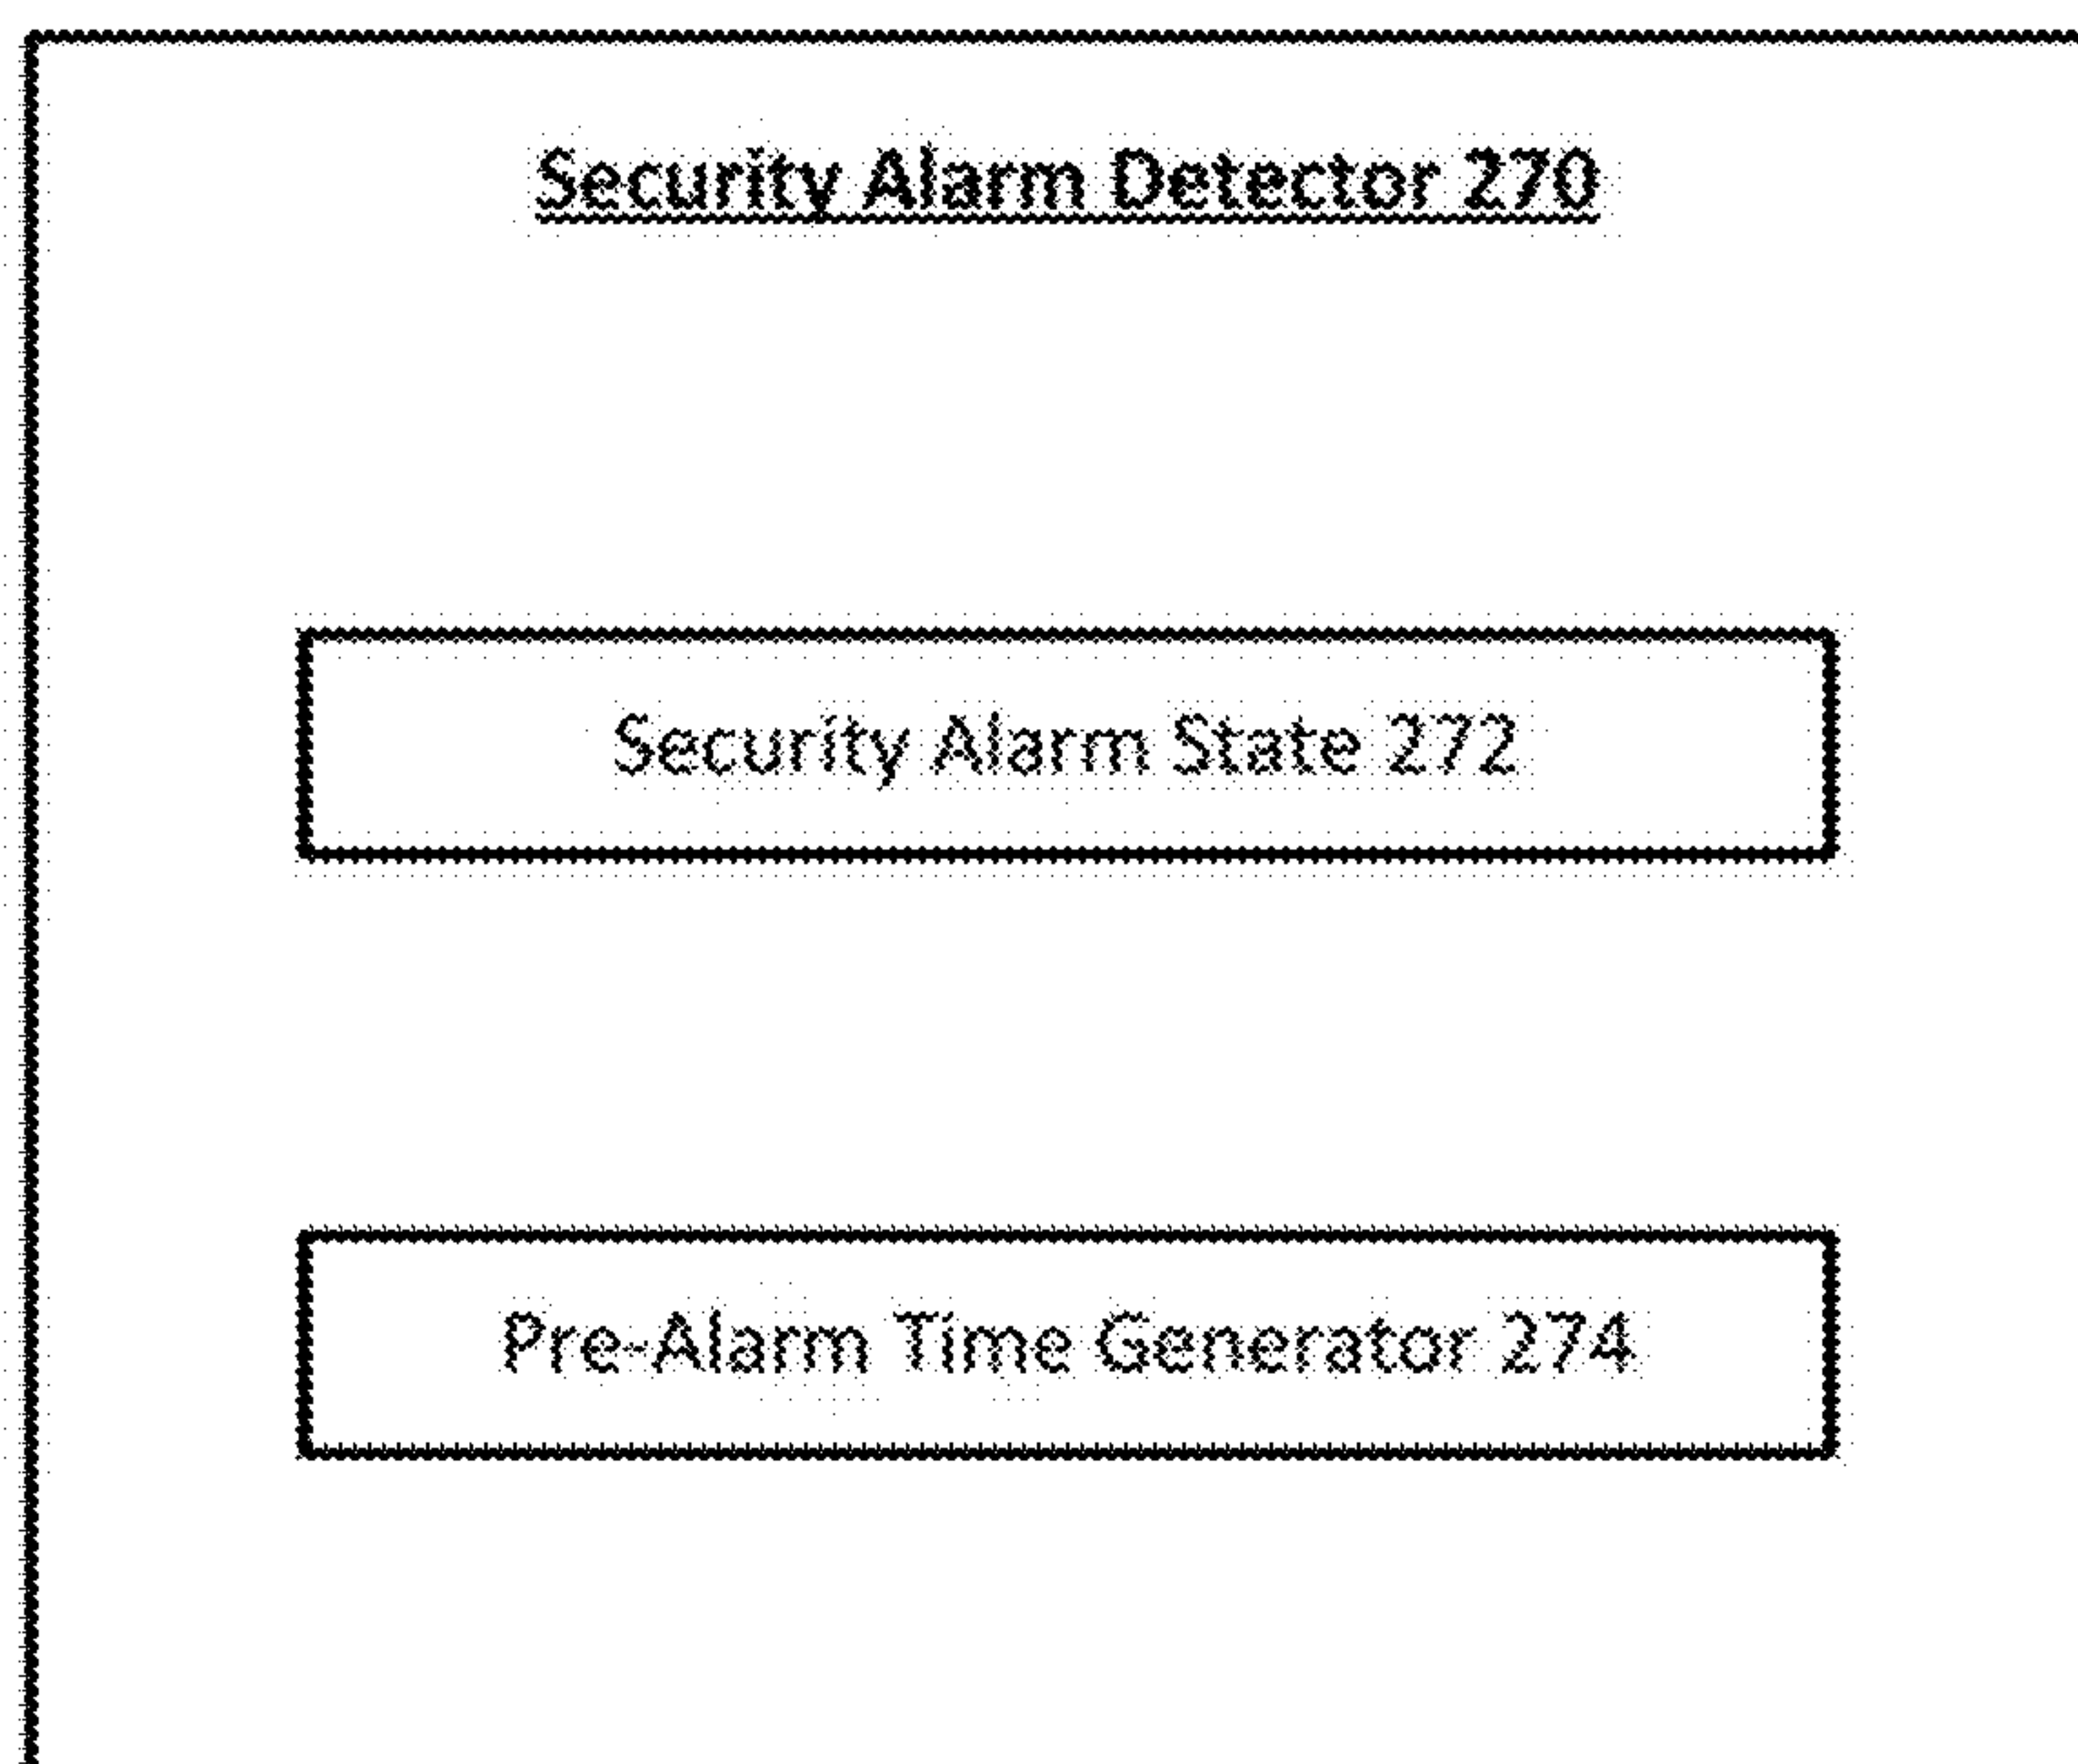 Security Alarm Detector 270
Security Alarm State 272
Pre-Alarm Time Generator 274